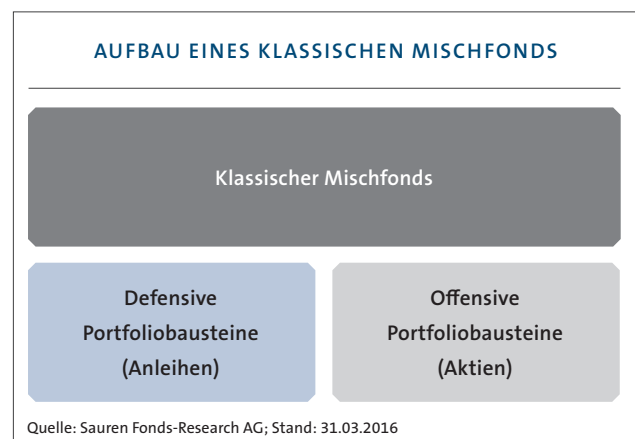 AUFBAU EINES KLASSISCHEN MISCHFONDS
Klassischer Mischfonds
Defensive
Portfoliobausteine
(Anleihen)
Offensive
Portfoliobausteine
(Aktien)
Quelle: Sauren Fonds-Research AG; Stand: 31.03.2016